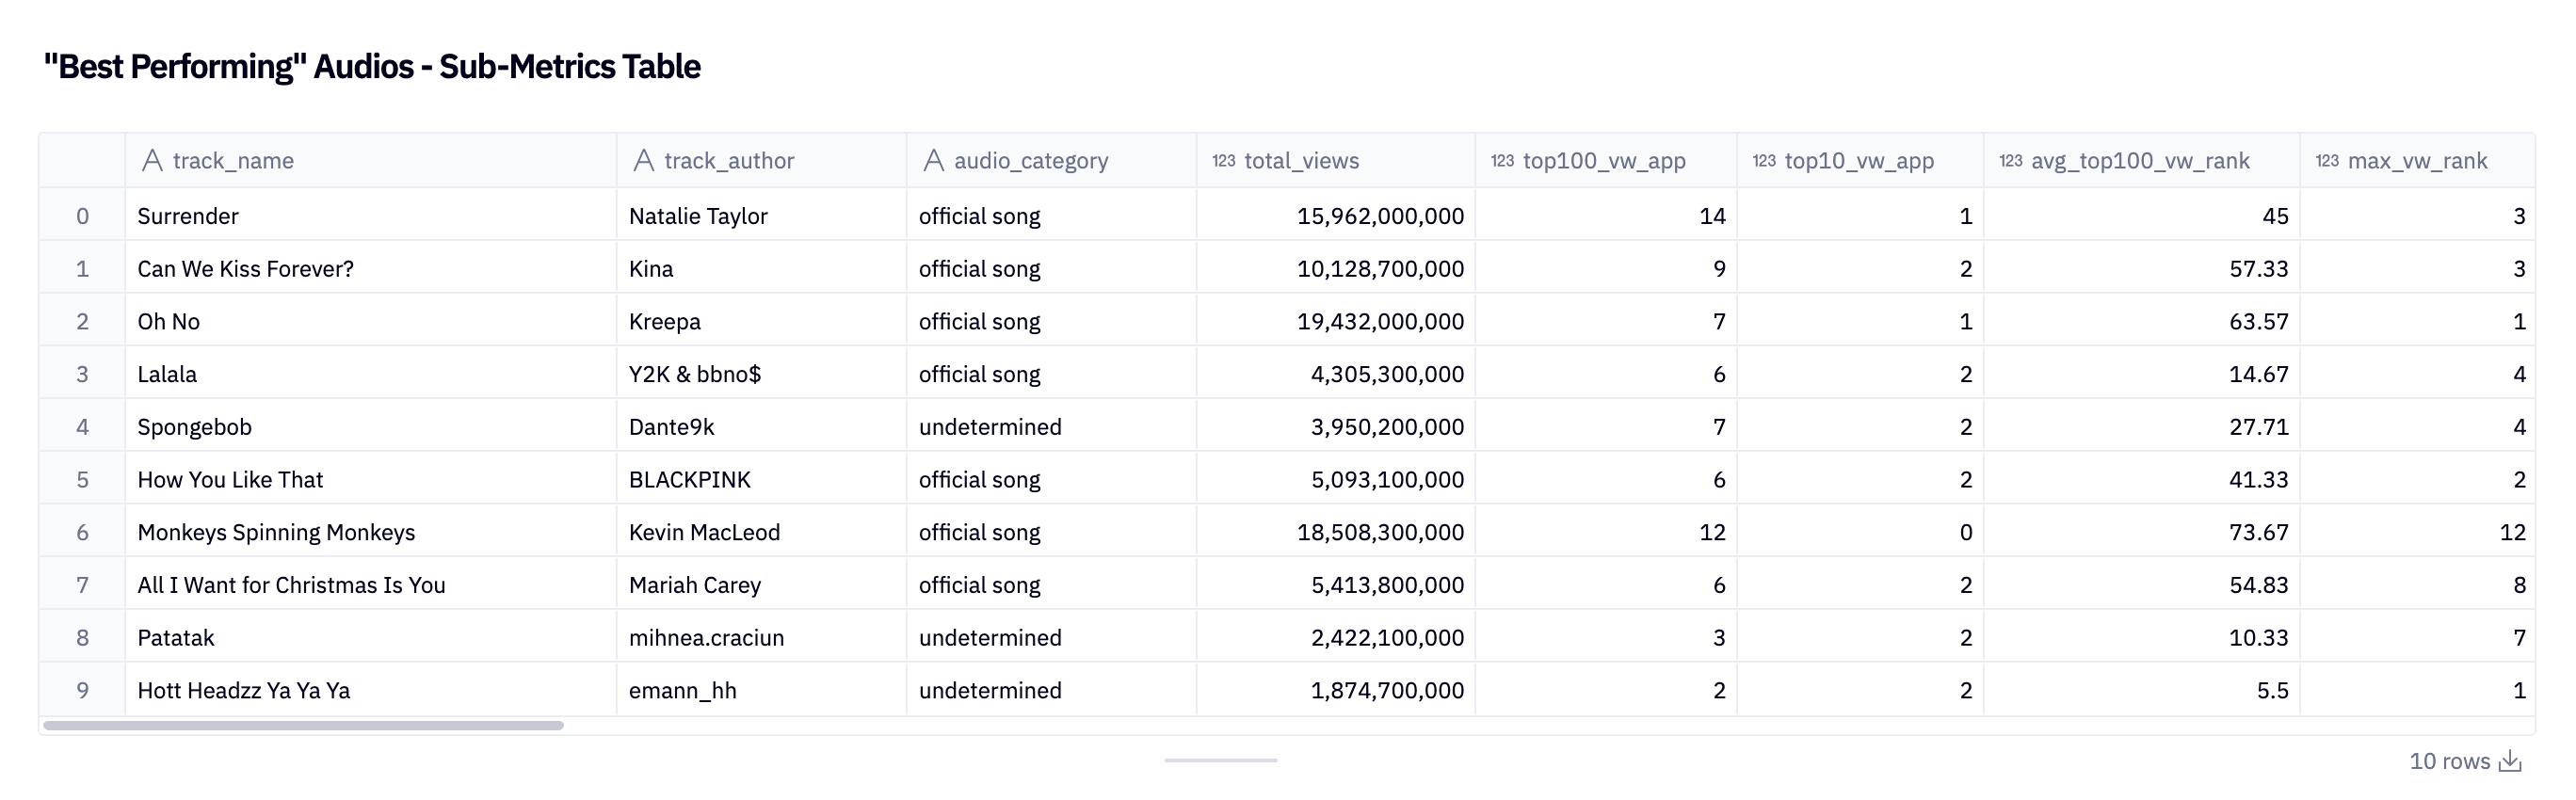 "Best Performing" Audios - Sub-Metrics Table
track_name 123 track_author audio_category 123 total_views 123 top100_vw_app 123 top10_vw_app 123 avg_top100_vw_rank 123 max_vw_rank
0 Surrender Natalie Taylor official song 15,962,000,000 14 1 45 3
1 Can We Kiss Forever? Kina official song 10,128,700,000 9 2 57.33 3
2 Oh No Kreepa official song 19,432,000,000 7 1 63.57 1
3 Lalala Y2K & bbno$ official song 4,305,300,000 6 2 14.67 4
4 Spongebob Dante9k undetermined 3,950,200,000 7 2 27.71 4
5 How You Like That BLACKPINK official song 5,093,100,000 6 2 41.33 2
6 Monkeys Spinning Monkeys Kevin MacLeod official song 18,508,300,000 12 0 73.67 12
7 All I Want for Christmas Is You Mariah Carey official song 5,413,800,000 6 2 54.83 8
8 Patatak mihnea.craciun undetermined 2,422,100,000 3 2 10.33 7
9 Hott Headzz Ya Ya Ya emann_hh undetermined 1,874,700,000 2 2 5.5 1
10 rows